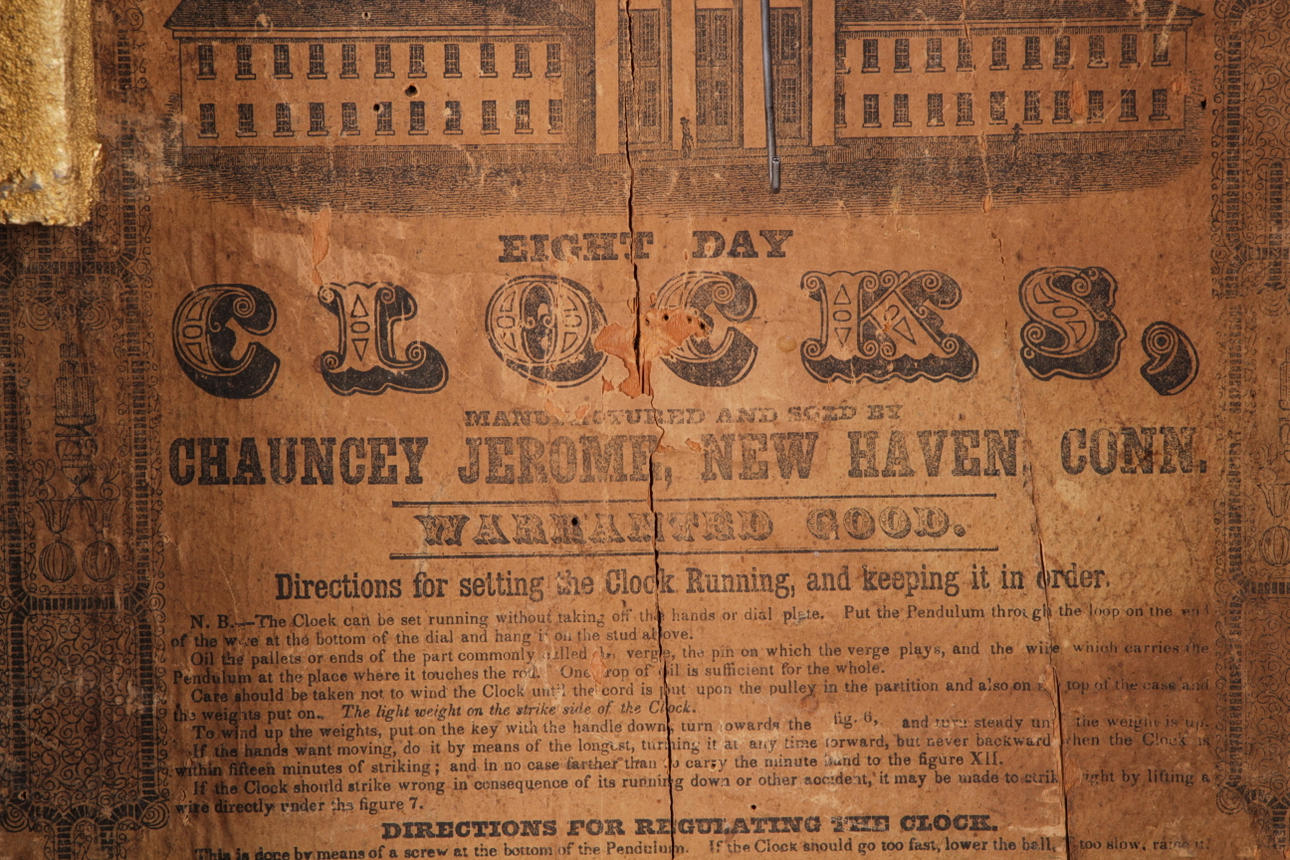 EIGHT DAY
CLOCKS,
MANUFACTURED AND SOLD BY
CHAUNCEY JEROME, NEW HAVEN, CONN.
WARRANTED GOOD.
Directions for setting the Clock Running, and keeping it in order.
N. B.—The Clock can be set running without taking off the hands or dial plate. Put the Pendulum through the loop on the end
of the wire at the bottom of the dial and hang it on the stud above.
Oil the pallets or ends of the part commonly called the verge, the pin on which the verge plays, and the wire which carries the
Pendulum at the place where it touches the rod. One drop of oil is sufficient for the whole.
Care should be taken not to wind the Clock until the cord is put upon the pulley in the partition and also on top of the case and
the weights put on. The light weight on the strike side of the Clock.
To wind up the weights, put on the key with the handle down, turn towards the fig. 6, and turn steady until the weight is up.
If the hands want moving, do it by means of the longest, turning it at any time forward, but never backward when the Clock is
within fifteen minutes of striking; and in no case farther than to carry the minute hand to the figure XII.
If the Clock should strike wrong in consequence of its running down or other accident, it may be made to strike right by lifting a
wire directly under the figure 7.
DIRECTIONS FOR REGULATING THE CLOCK.
This is done by means of a screw at the bottom of the Pendulum. If the Clock should go too fast, lower the ball, too slow, raise it.